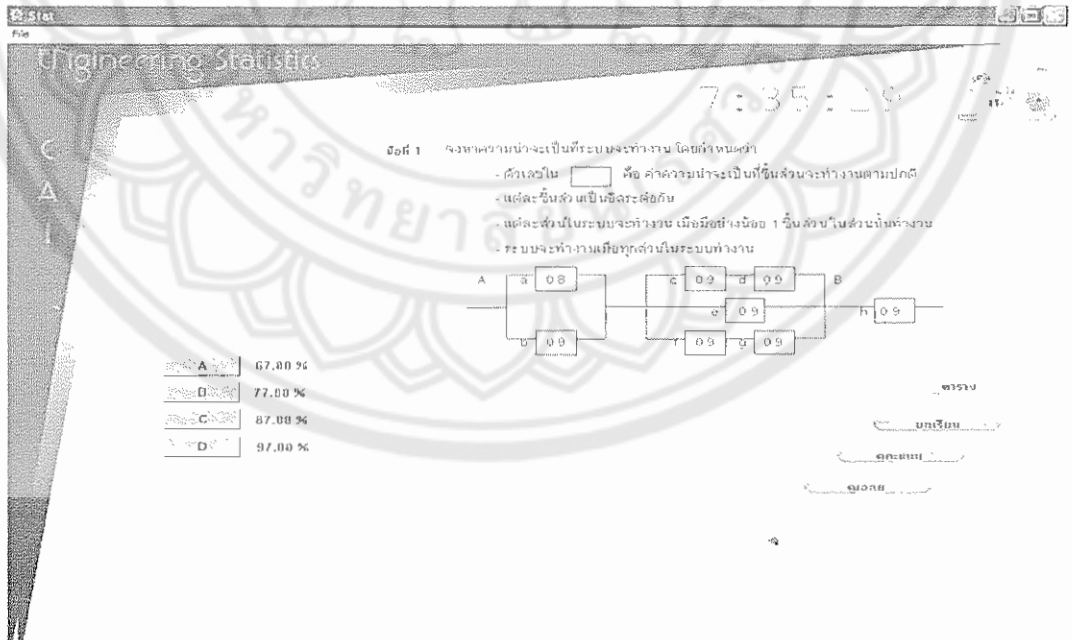 Stat
File
Engineering Statistics
C
A
I
ข้อที่ 1 จงหาความน่าจะเป็นที่ระบบจะทำงาน โดยกำหนดว่า
- ตัวเลขใน คือ ค่าความน่าจะเป็นที่ชิ้นส่วนจะทำงานตามปกติ
- แต่ละชิ้นส่วนเป็นอิสระต่อกัน
- แต่ละส่วนในระบบจะทำงาน เมื่อมีอย่างน้อย 1 ชิ้นส่วนในส่วนนั้นทำงาน
- ระบบจะทำงานเมื่อทุกส่วนในระบบทำงาน
A a 0.8 c 0.9 d 0.9 B
e 0.9 h 0.9
b 0.8 f 0.9 g 0.9
A 67.00 %
B 77.00 %
C 87.00 %
D 97.00 %
ตาราง
บทเรียน
ดูคะแนน
ดูเฉลย
หาวิทยาลัย